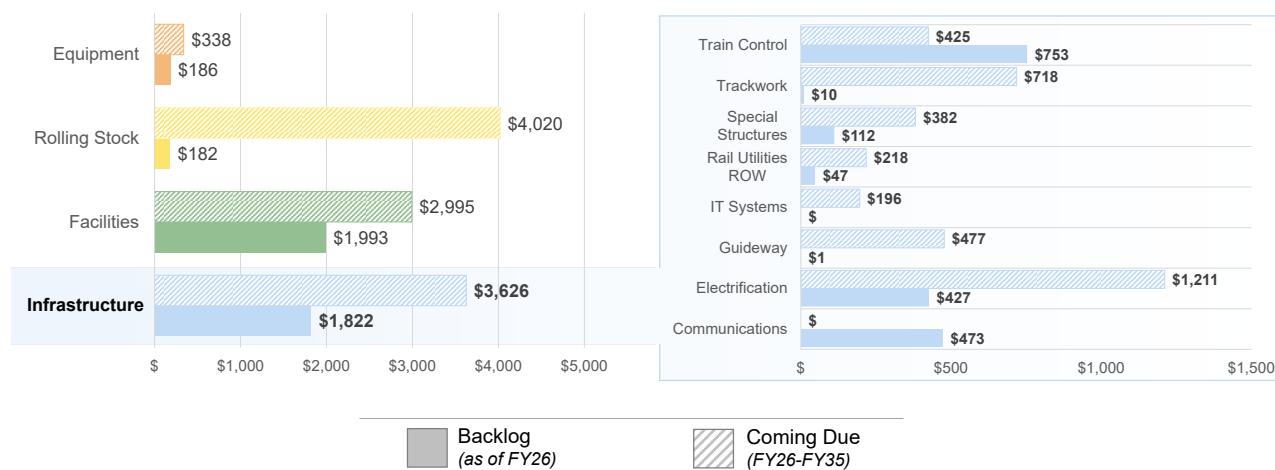 Equipment
$338
$186
Rolling Stock
$4,020
$182
Facilities
$2,995
$1,993
Infrastructure
$3,626
$1,822
$
$1,000
$2,000
$3,000
$4,000
$5,000
Train Control
$425
$753
Trackwork
$718
$10
Special
Structures
$382
$112
Rail Utilities
ROW
$218
$47
IT Systems
$196
$
Guideway
$477
$1
Electrification
$1,211
$427
Communications
$
$473
$
$500
$1,000
$1,500
Backlog
(as of FY26)
Coming Due
(FY26-FY35)